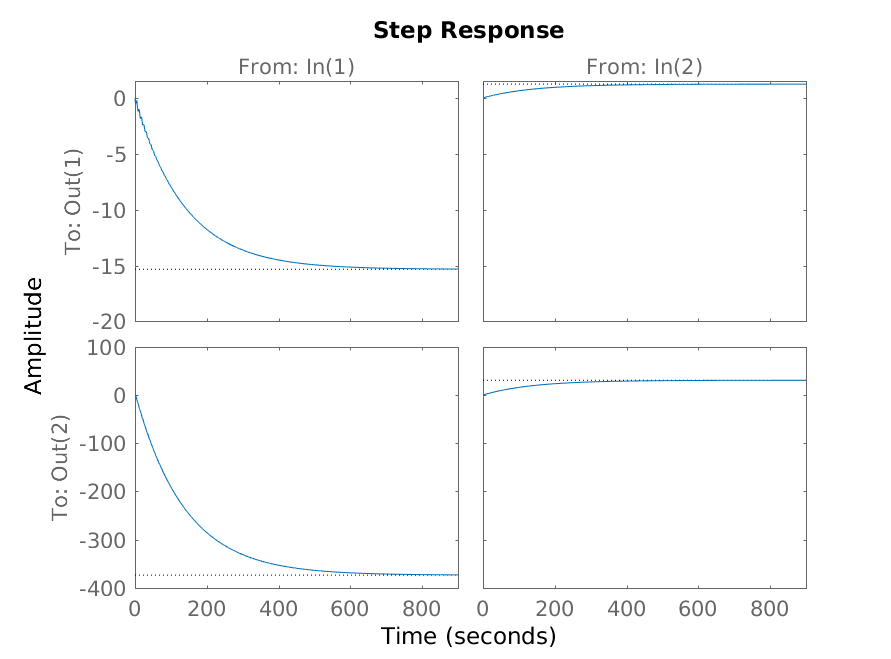 Step Response
From: In(1)
From: In(2)
To: Out(1)
0
-5
-10
-15
-20
Amplitude
To: Out(2)
100
0
-100
-200
-300
-400
0 200 400 600 800
0 200 400 600 800
Time (seconds)